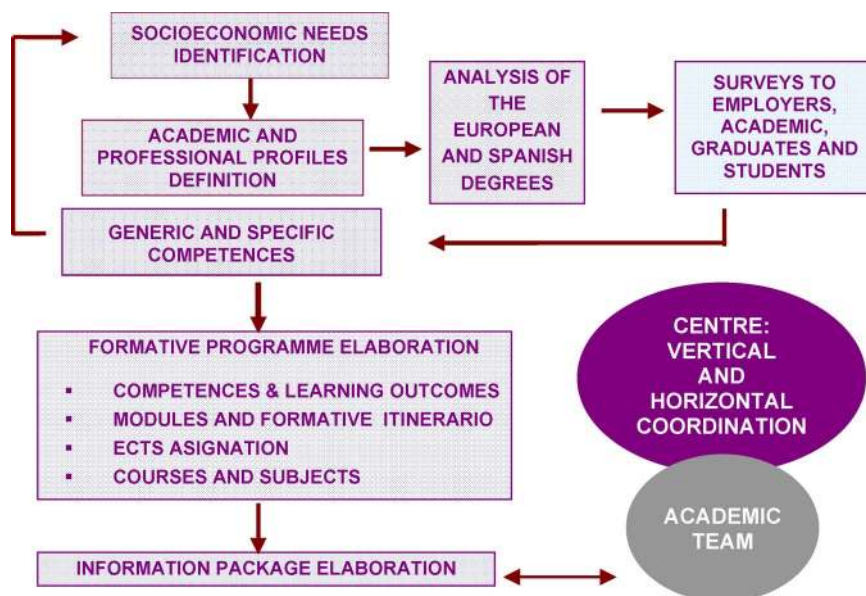 SOCIOECONOMIC NEEDS
IDENTIFICATION
ACADEMIC AND
PROFESSIONAL PROFILES
DEFINITION
ANALYSIS OF
THE
EUROPEAN
AND SPANISH
DEGREES
SURVEYS TO
EMPLOYERS,
ACADEMIC,
GRADUATES AND
STUDENTS
GENERIC AND SPECIFIC
COMPETENCES
FORMATIVE PROGRAMME ELABORATION
▪ COMPETENCES & LEARNING OUTCOMES
▪ MODULES AND FORMATIVE ITINERARIO
▪ ECTS ASIGNATION
▪ COURSES AND SUBJECTS
CENTRE:
VERTICAL
AND
HORIZONTAL
COORDINATION
ACADEMIC
TEAM
INFORMATION PACKAGE ELABORATION